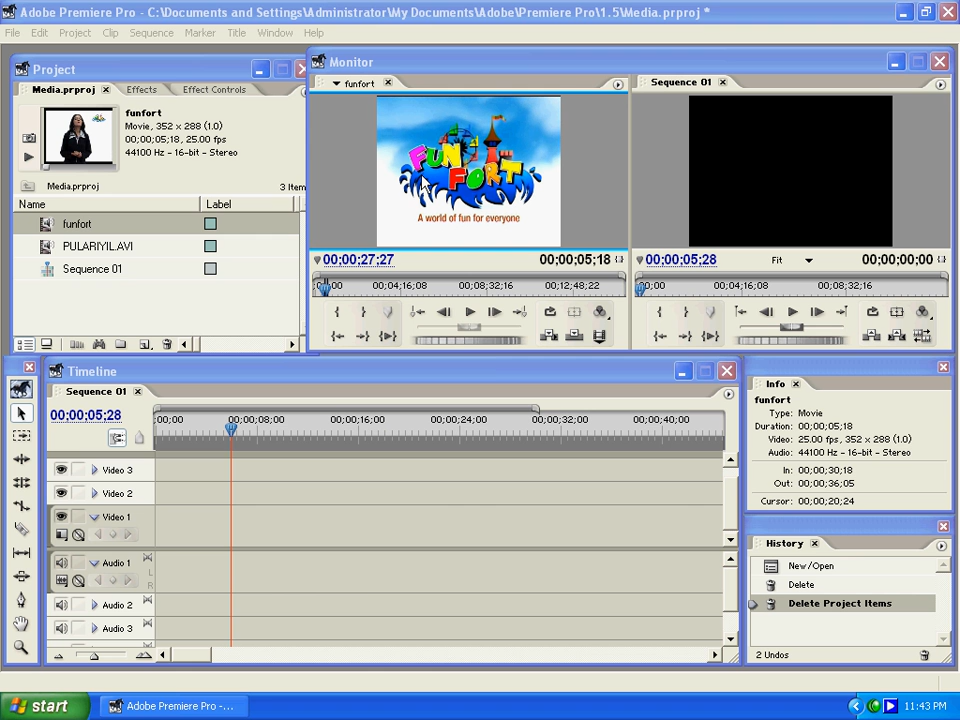 Adobe Premiere Pro - C:\Documents and Settings\Administrator\My Documents\Adobe\Premiere Pro\1.5\Media.prproj *
File Edit Project Clip Sequence Marker Title Window Help
Project
Media.prproj Effects Effect Controls
funfort
Movie, 352 x 288 (1.0)
00;00;05;18, 25.00 fps
44100 Hz - 16-bit - Stereo
Media.prproj 3 Item
Name Label
funfort
PULARIYIL.AVI
Sequence 01
Monitor
funfort
Sequence 01
FUN
FORT
A world of fun for everyone
00;00;27;27 00;00;05;18
00;00;05;28 Fit 00;00;00;00
;00;00 00;04;16;08 00;08;32;16 00;12;48;22
00;00 00;04;16;08 00;08;32;16
Timeline
Sequence 01
00;00;05;28
;00;00 00;00;08;00 00;00;16;00 00;00;24;00 00;00;32;00 00;00;40;00
Video 3
Video 2
Video 1
Audio 1
L
R
Audio 2
Audio 3
Info
funfort
Type: Movie
Duration: 00;00;05;18
Video: 25.00 fps, 352 x 288 (1.0)
Audio: 44100 Hz - 16-bit - Stereo
In: 00;00;30;18
Out: 00;00;36;05
Cursor: 00;00;20;24
History
New/Open
Delete
Delete Project Items
2 Undos
start
Adobe Premiere Pro -...
11:43 PM